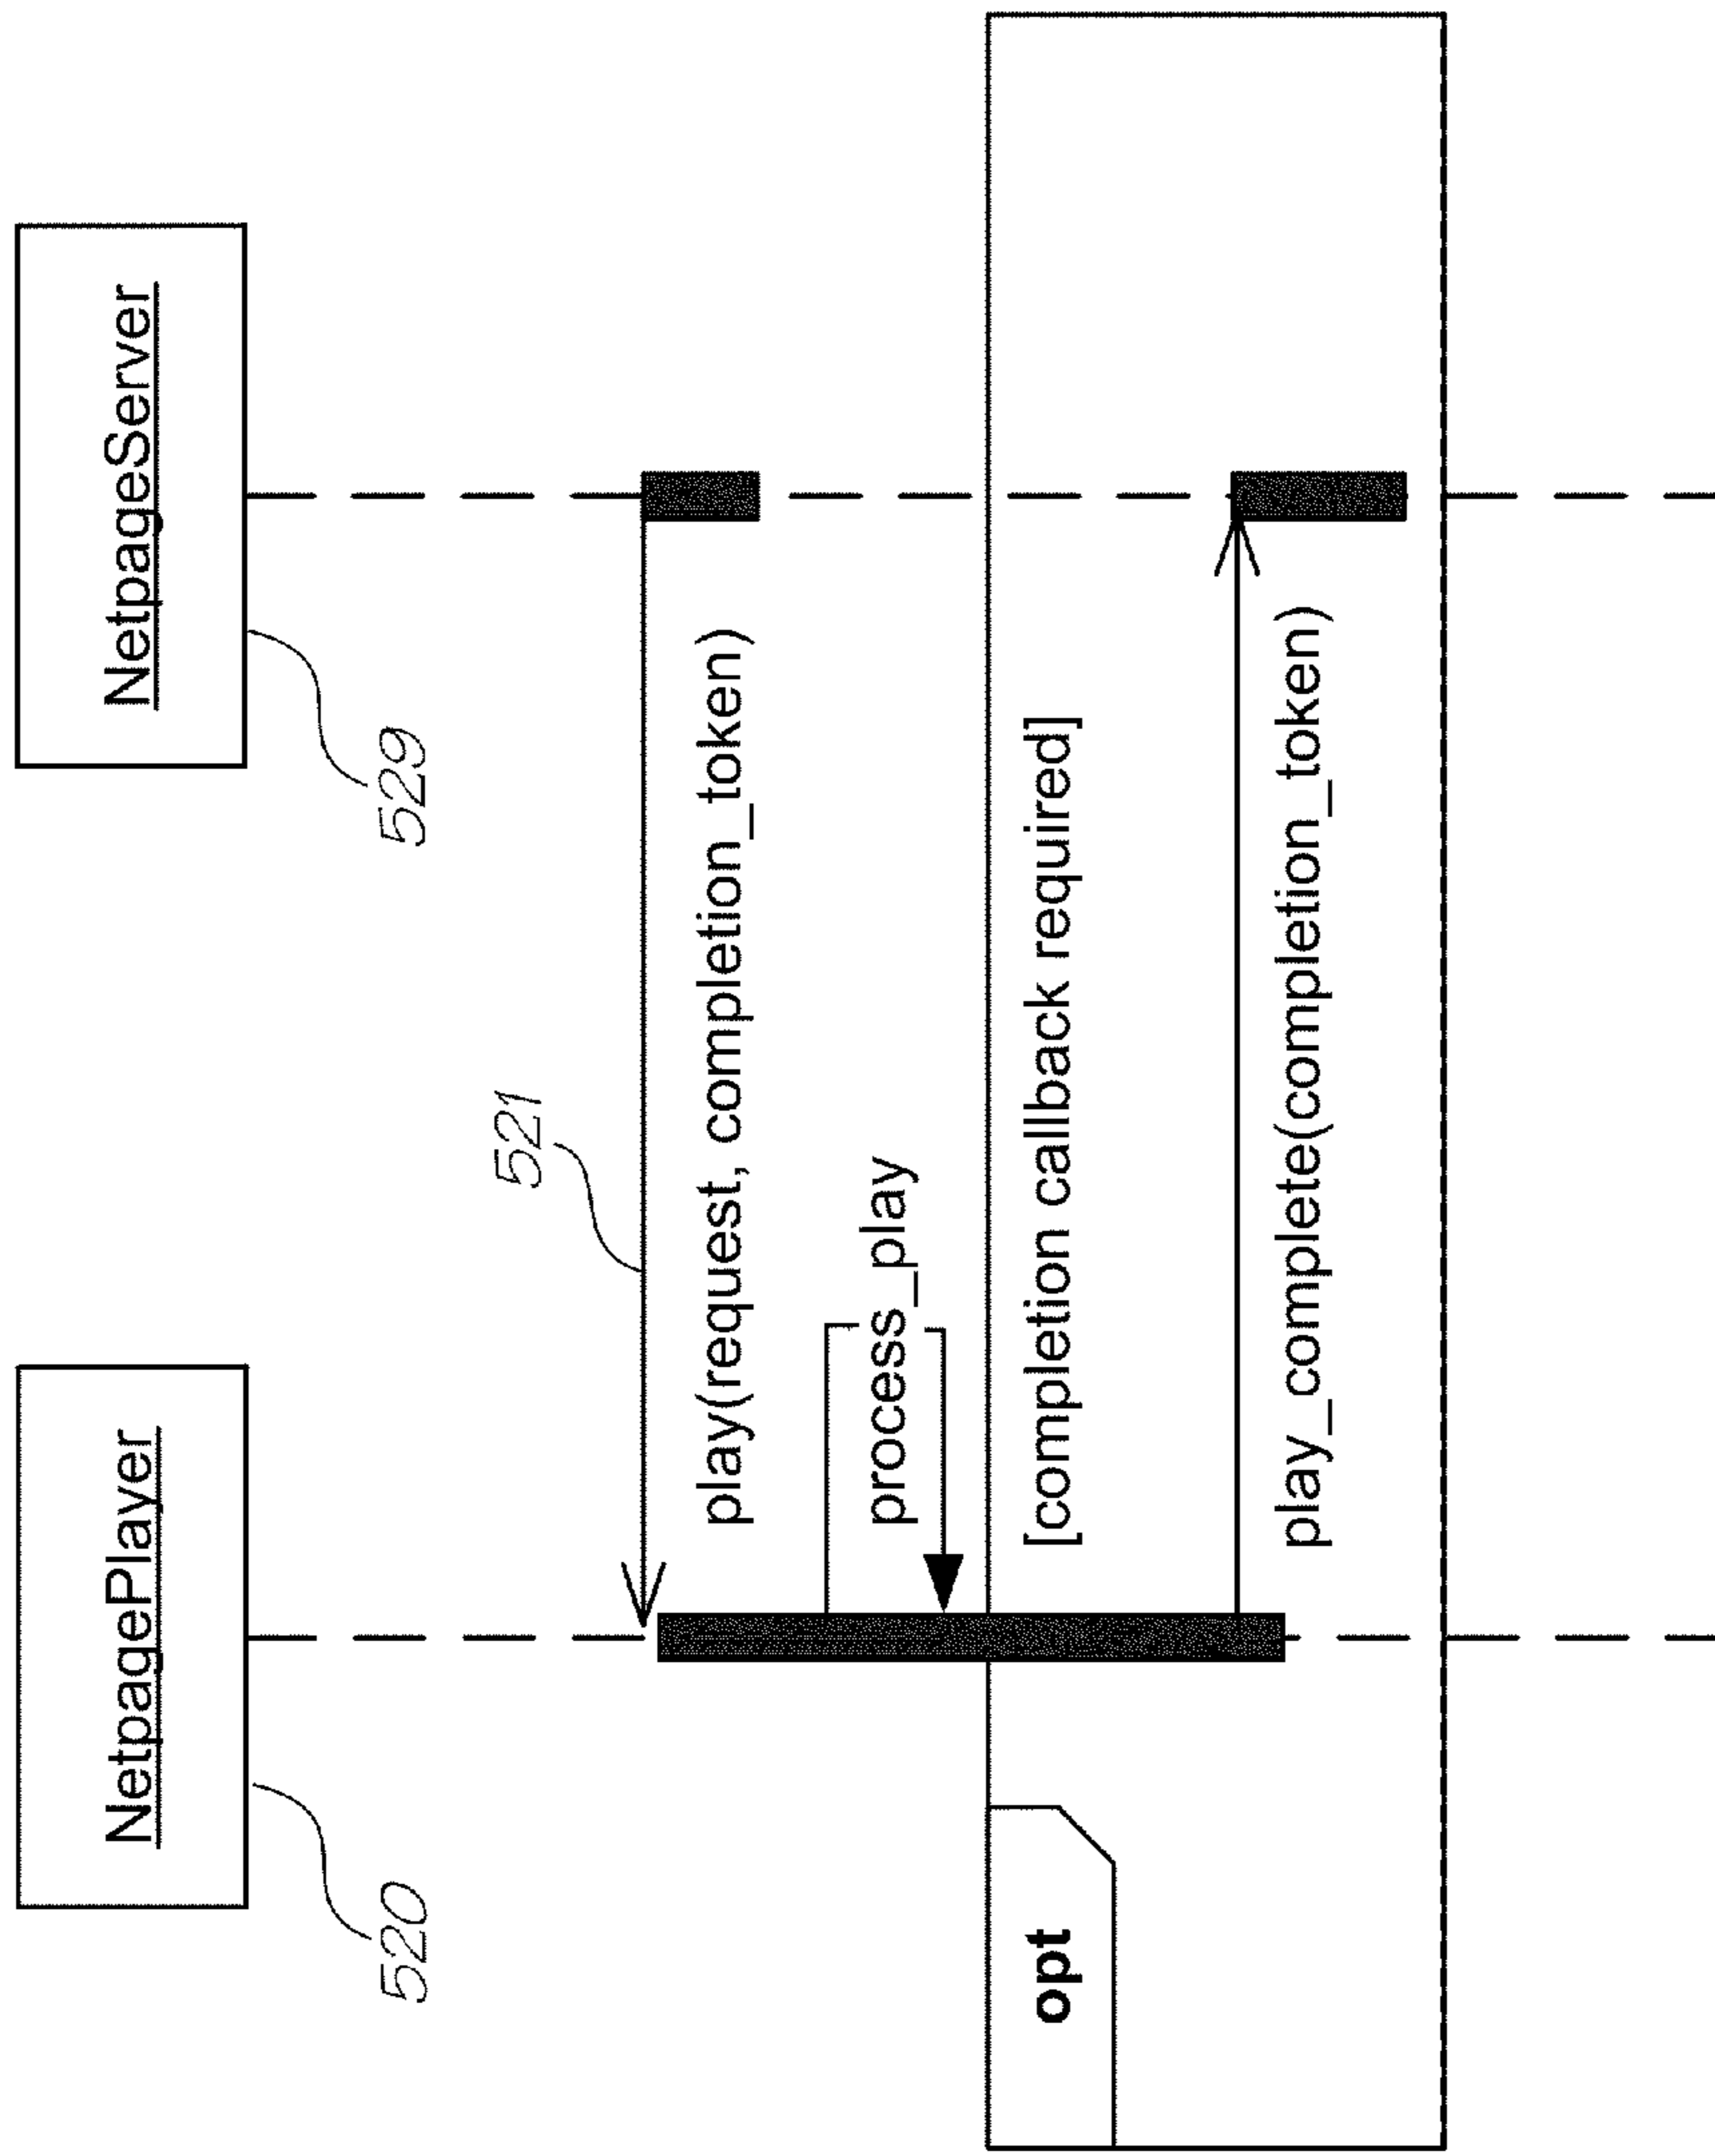 NetpagePlayer
NetpageServer
520
529
521
play(request, completion_token)
process_play
opt
[completion callback required]
play_complete(completion_token)